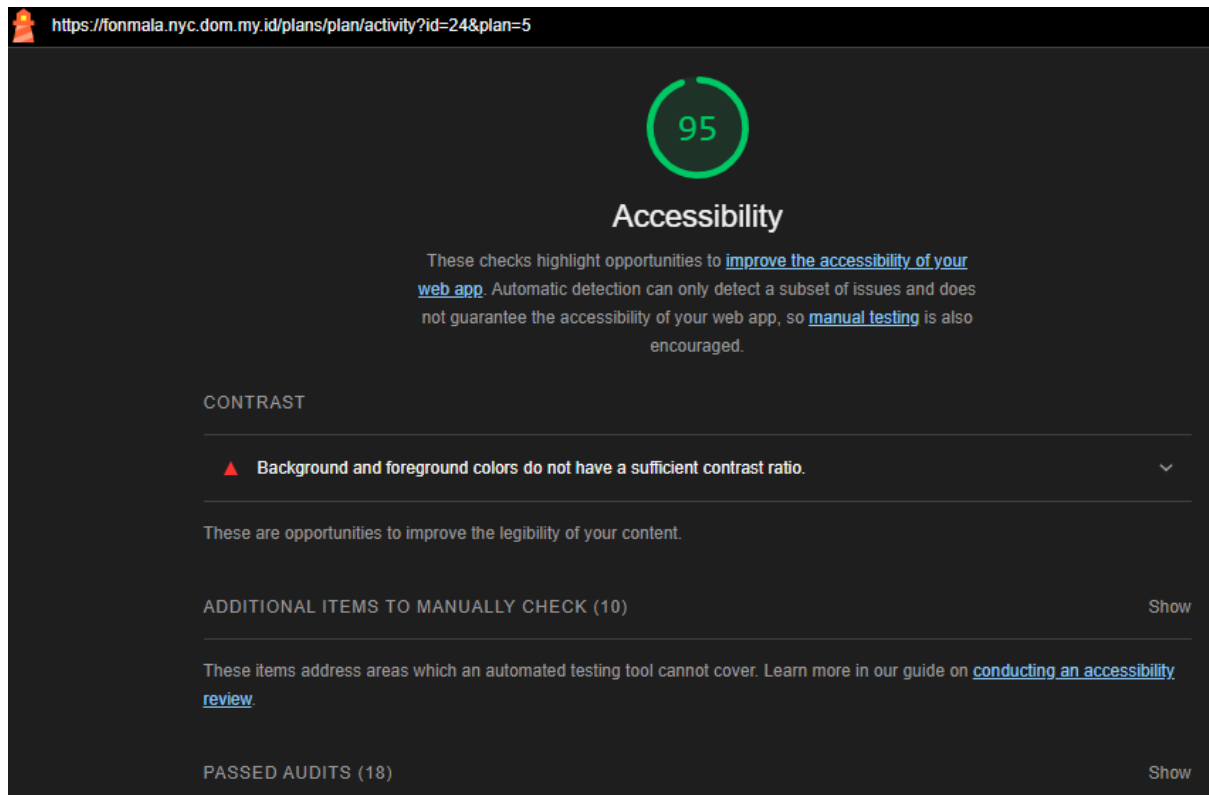 https://fonmala.nyc.dom.my.id/plans/plan/activity?id=24&plan=5
95
Accessibility
These checks highlight opportunities to improve the accessibility of your
web app. Automatic detection can only detect a subset of issues and does
not guarantee the accessibility of your web app, so manual testing is also
encouraged.
CONTRAST
Background and foreground colors do not have a sufficient contrast ratio.
These are opportunities to improve the legibility of your content.
ADDITIONAL ITEMS TO MANUALLY CHECK (10) Show
These items address areas which an automated testing tool cannot cover. Learn more in our guide on conducting an accessibility
review.
PASSED AUDITS (18) Show